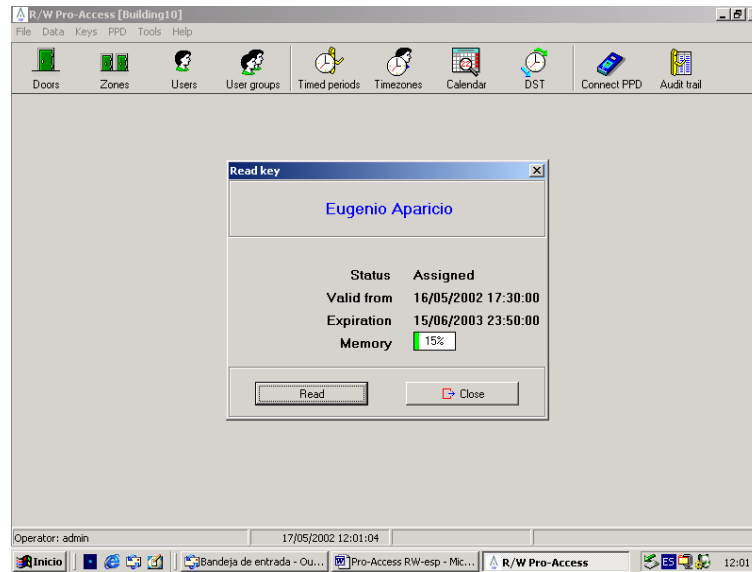 R/W Pro-Access [Building10]
File Data Keys PPD Tools Help
Doors Zones Users User groups Timed periods Timezones Calendar DST Connect PPD Audit trail
Read key
Eugenio Aparicio
Status Assigned
Valid from 16/05/2002 17:30:00
Expiration 15/06/2003 23:50:00
Memory 15%
Read Close
Operator: admin 17/05/2002 12:01:04
Inicio Bandeja de entrada - Ou... Pro-Access RW-esp - Mic... R/W Pro-Access ES 12:01